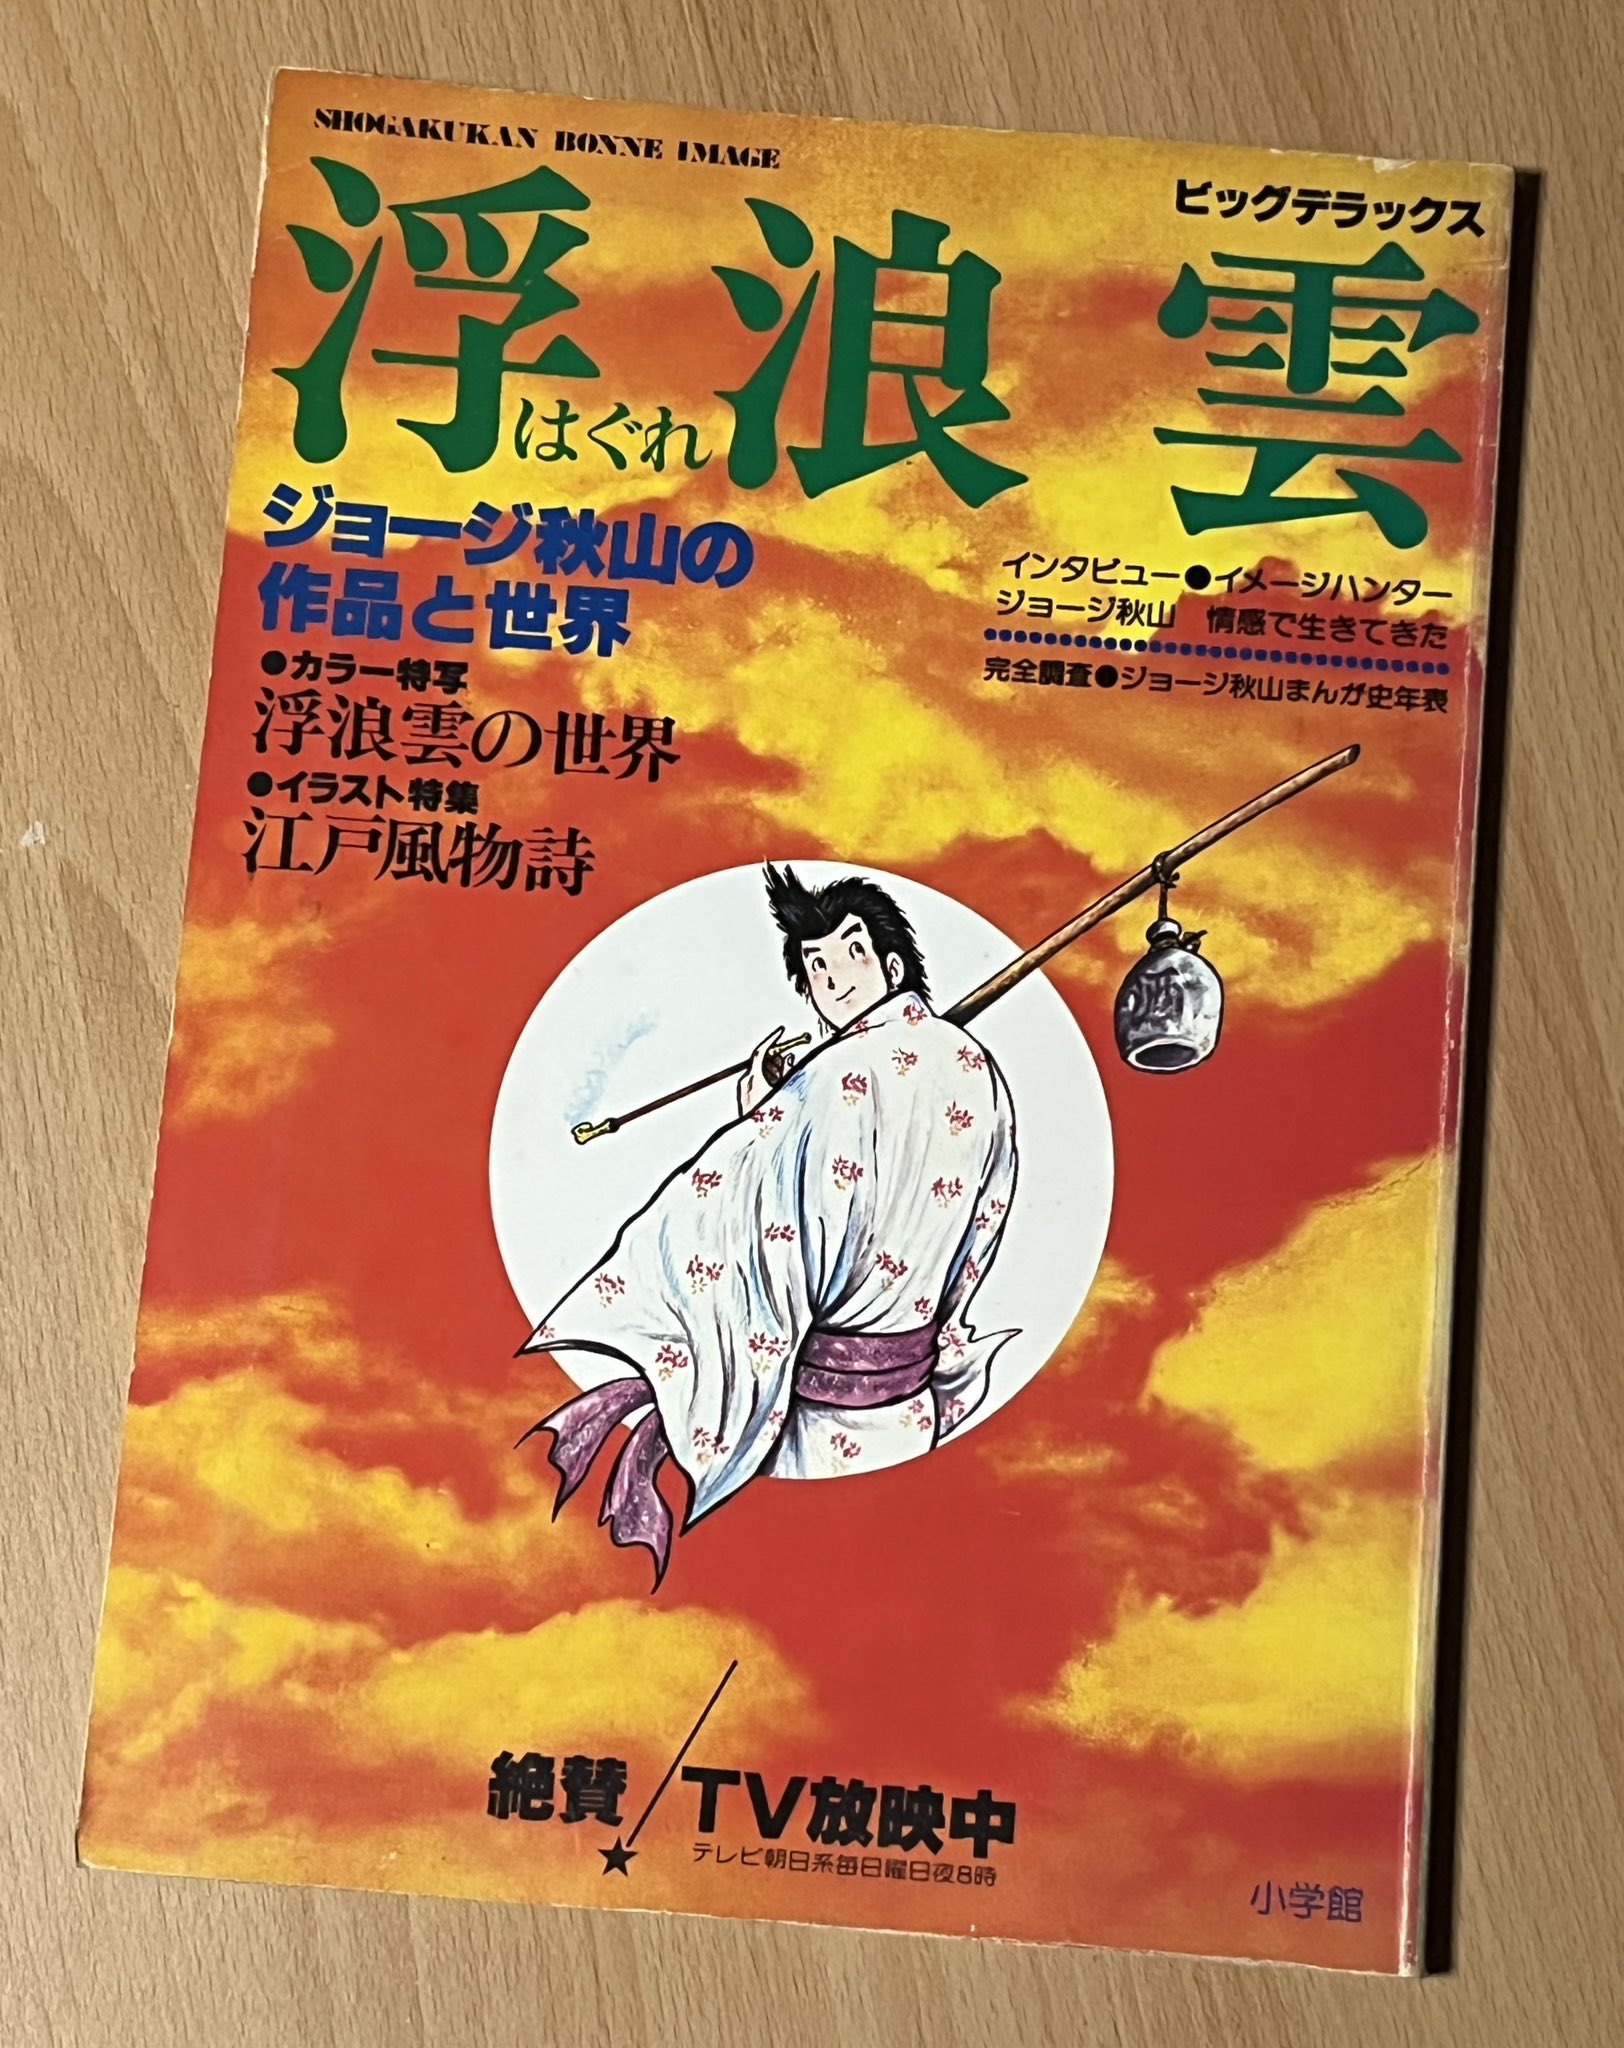 SHOGAKUKAN BONNE IMAGE
ビッグデラックス
浮浪雲
はぐれ
ジョージ秋山の
作品と世界
●カラー特写
浮浪雲の世界
●イラスト特集
江戸風物詩
インタビュー●イメージハンター
ジョージ秋山 情感で生きてきた
完全調査●ジョージ秋山まんが史年表
酒
絶賛
TV放映中
テレビ朝日系毎日曜日夜8時
小学館